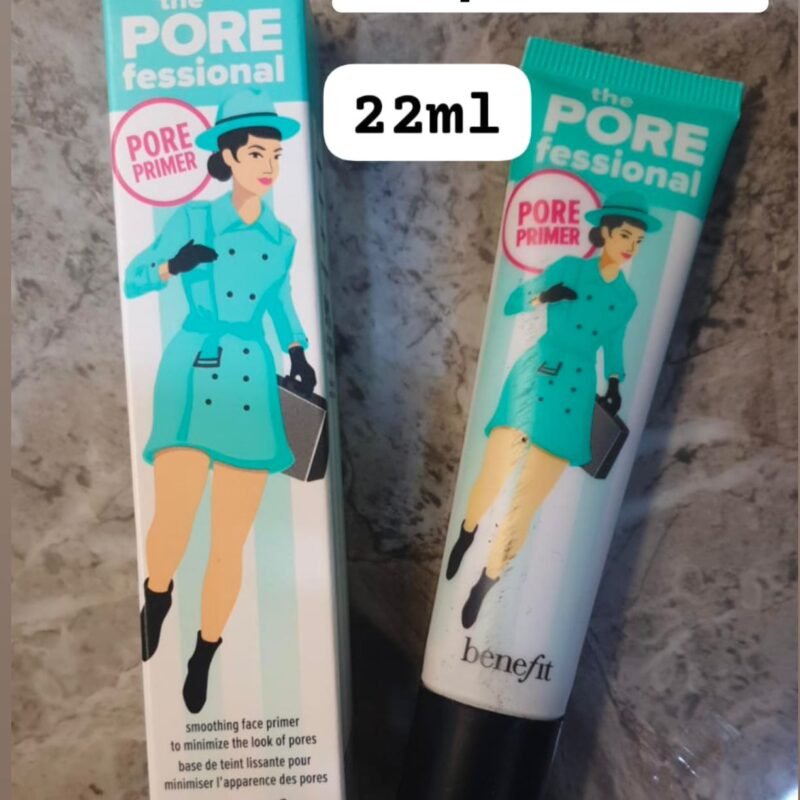 the
PORE
fessional
PORE
PRIMER
smoothing face primer
to minimize the look of pores
base de teint lissante pour
minimiser l'apparence des pores
22ml
the
PORE
fessional
PORE
PRIMER
benefit